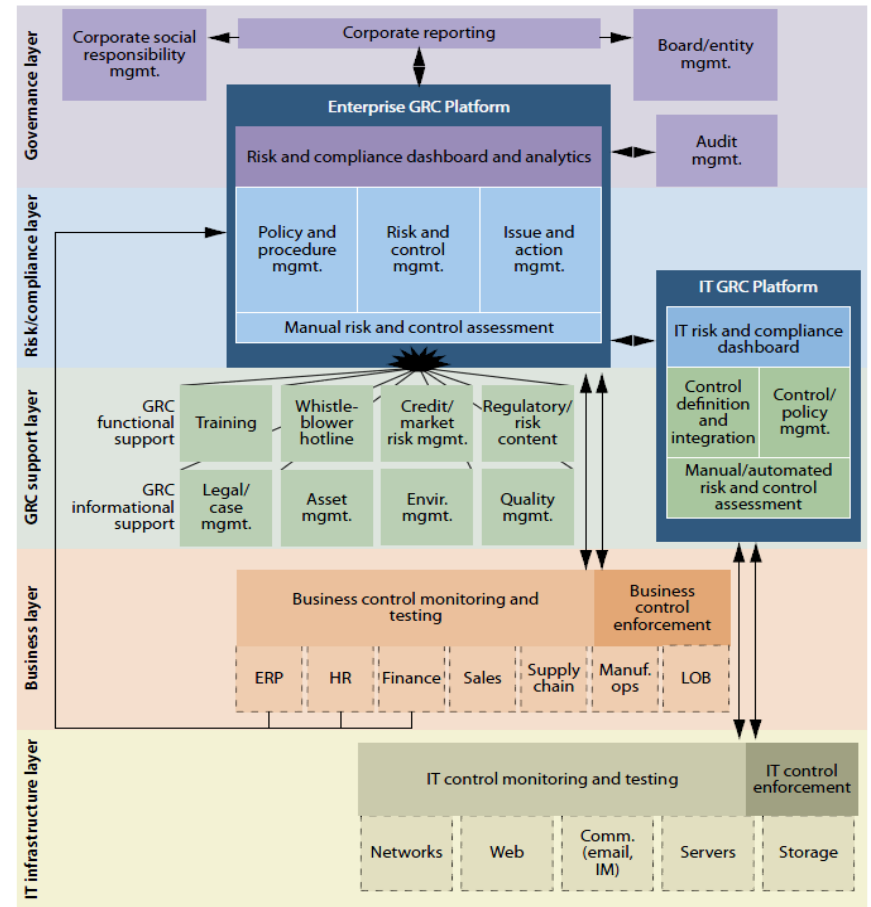 Governance layer
Corporate social
responsibility
mgmt.
Corporate reporting
Board/entity
mgmt.
Enterprise GRC Platform
Risk and compliance dashboard and analytics
Audit
mgmt.
Risk/compliance layer
Policy and
procedure
mgmt.
Risk and
control
mgmt.
Issue and
action
mgmt.
Manual risk and control assessment
IT GRC Platform
IT risk and compliance
dashboard
Control
definition
and
integration
Control/
policy
mgmt.
Manual/automated
risk and control
assessment
GRC support layer
GRC
functional
support
Training
Whistle-
blower
hotline
Credit/
market
risk mgmt.
Regulatory/
risk
content
GRC
informational
support
Legal/
case
mgmt.
Asset
mgmt.
Envir.
mgmt.
Quality
mgmt.
Business layer
Business control monitoring and
testing
Business
control
enforcement
ERP
HR
Finance
Sales
Supply
chain
Manuf.
ops
LOB
IT infrastructure layer
IT control monitoring and testing
IT control
enforcement
Networks
Web
Comm.
(email,
IM)
Servers
Storage